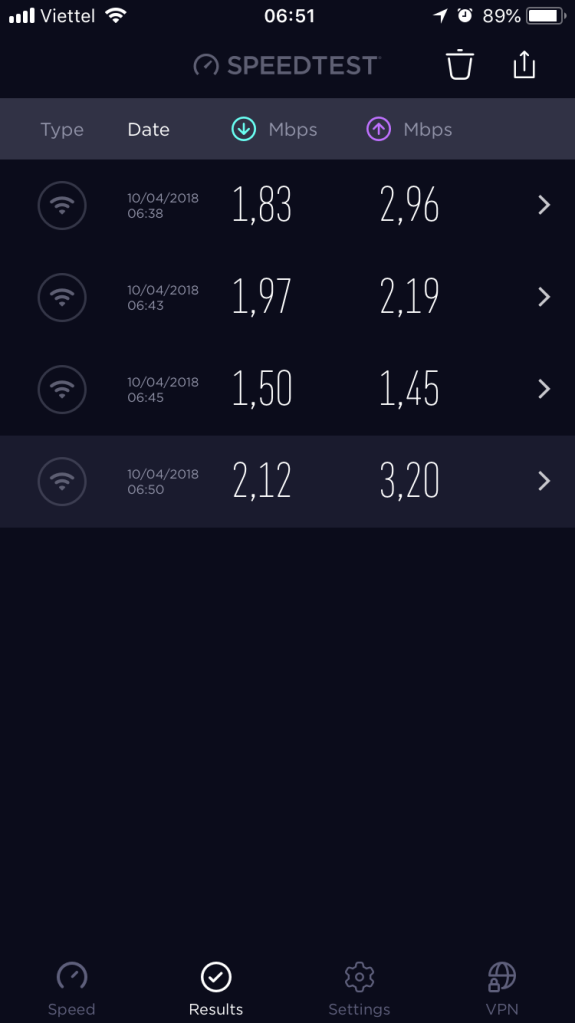 Viettel 06:51 89%
SPEEDTEST
Type Date Mbps Mbps
10/04/2018
06:38 1,83 2,96
10/04/2018
06:43 1,97 2,19
10/04/2018
06:45 1,50 1,45
10/04/2018
06:50 2,12 3,20
Speed Results Settings VPN